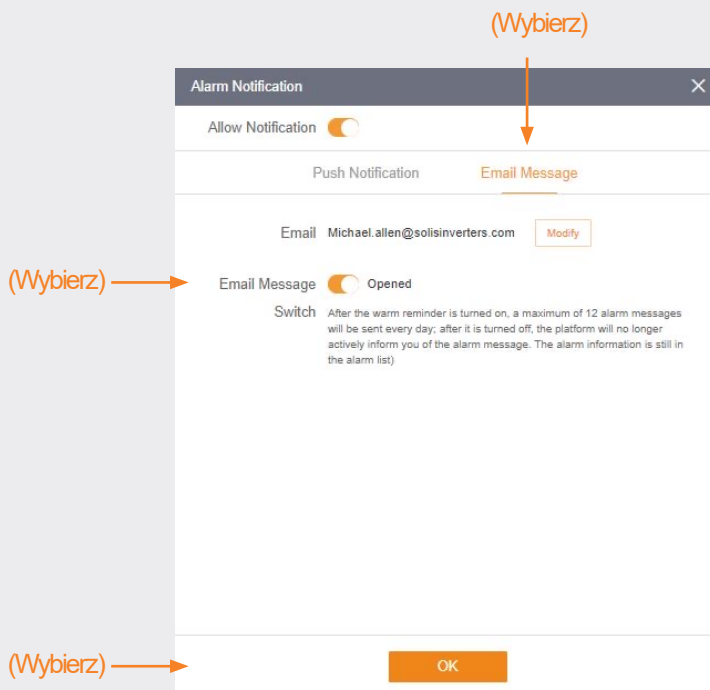 (Wybierz)
Alarm Notification
Allow Notification
Push Notification Email Message
Email Michael.allen@solisinverters.com Modify
(Wybierz) Email Message Opened
Switch After the warm reminder is turned on, a maximum of 12 alarm messages
will be sent every day; after it is turned off, the platform will no longer
actively inform you of the alarm message. The alarm information is still in
the alarm list)
(Wybierz) OK